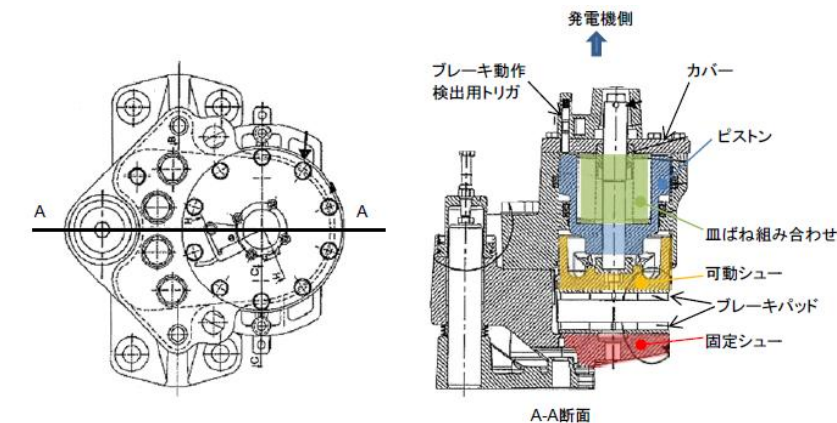 発電機側
ブレーキ動作
検出用トリガ
カバー
ピストン
A
A
皿ばね組み合わせ
可動シュー
ブレーキパッド
固定シュー
A-A断面